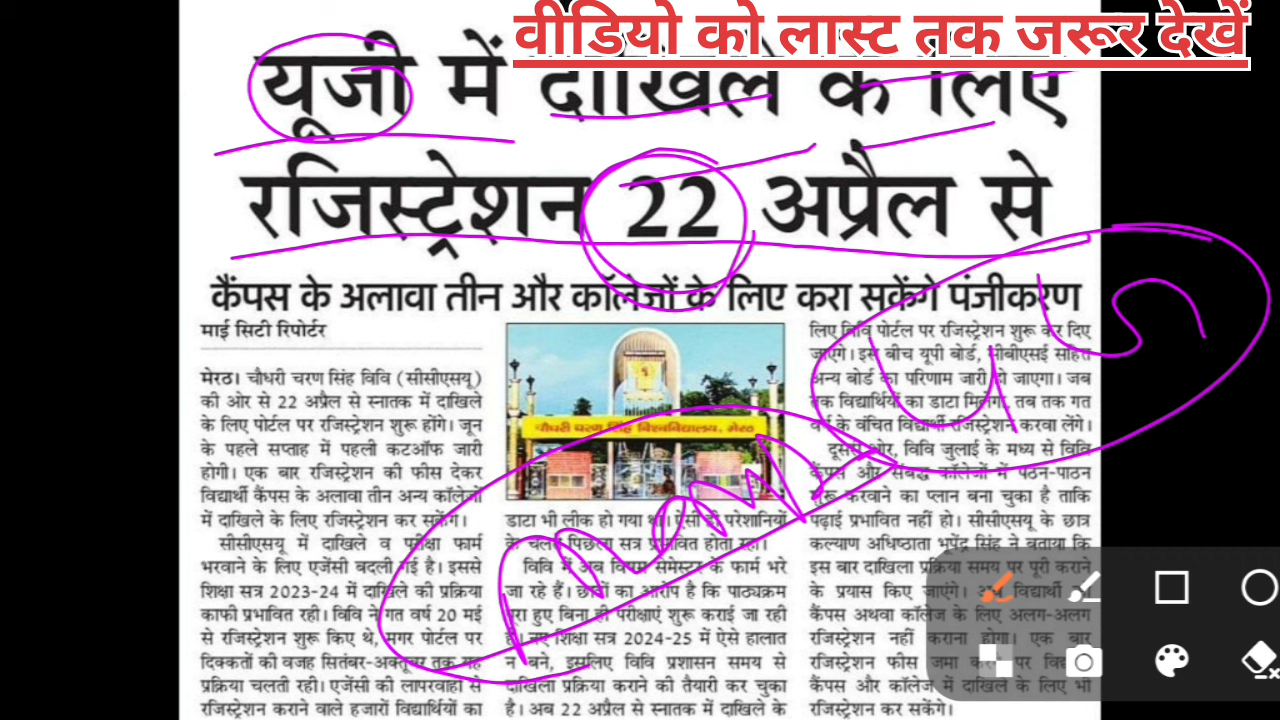 वीडियो को लास्ट तक जरूर देखें
यूजी में दाखिले के लिए
रजिस्ट्रेशन 22 अप्रैल से
कैंपस के अलावा तीन और कॉलेजों के लिए करा सकेंगे पंजीकरण
माई सिटी रिपोर्टर
मेरठ। चौधरी चरण सिंह विवि (सीसीएसयू)
की ओर से 22 अप्रैल से स्नातक में दाखिले
के लिए पोर्टल पर रजिस्ट्रेशन शुरू होंगे। जून
के पहले सप्ताह में पहली कटऑफ जारी
होगी। एक बार रजिस्ट्रेशन की फीस देकर
विद्यार्थी कैंपस के अलावा तीन अन्य कॉलेजों
में दाखिले के लिए रजिस्ट्रेशन कर सकेंगे।
सीसीएसयू में दाखिले व परीक्षा फार्म
भरवाने के लिए एजेंसी बदली गई है। इससे
शिक्षा सत्र 2023-24 में दाखिले की प्रक्रिया
काफी प्रभावित रही। विवि ने गत वर्ष 20 मई
से रजिस्ट्रेशन शुरू किए थे, मगर पोर्टल पर
दिक्कतों की वजह सितंबर-अक्तूबर तक यह
प्रक्रिया चलती रही। एजेंसी की लापरवाही से
रजिस्ट्रेशन कराने वाले हजारों विद्यार्थियों का
चौधरी चरण सिंह विश्वविद्यालय, मेरठ
डाटा भी लीक हो गया था। ऐसी ही परेशानियों
के चलते पिछला सत्र प्रभावित होता रहा।
विवि में अब विषम सेमेस्टर के फार्म भरे
जा रहे हैं। छात्रों का आरोप है कि पाठ्यक्रम
पूरा हुए बिना ही परीक्षाएं शुरू कराई जा रही
हैं। नए शिक्षा सत्र 2024-25 में ऐसे हालात
न बने, इसलिए विवि प्रशासन समय से
दाखिला प्रक्रिया कराने की तैयारी कर चुका
है। अब 22 अप्रैल से स्नातक में दाखिले के
लिए विवि पोर्टल पर रजिस्ट्रेशन शुरू कर दिए
जाएंगे। इस बीच यूपी बोर्ड, सीबीएसई सहित
अन्य बोर्ड का परिणाम जारी हो जाएगा। जब
तक विद्यार्थियों का डाटा मिलेगा, तब तक गत
वर्ष के वंचित विद्यार्थी रजिस्ट्रेशन करवा लेंगे।
दूसरी ओर, विवि जुलाई के मध्य से विवि
कैंपस और संबद्ध कॉलेजों में पठन-पाठन
शुरू करवाने का प्लान बना चुका है ताकि
पढ़ाई प्रभावित नहीं हो। सीसीएसयू के छात्र
कल्याण अधिष्ठाता भूपेंद्र सिंह ने बताया कि
इस बार दाखिला प्रक्रिया समय पर पूरी कराने
के प्रयास किए जाएंगे। अब विद्यार्थी को
कैंपस अथवा कॉलेज के लिए अलग-अलग
रजिस्ट्रेशन नहीं कराना होगा। एक बार
रजिस्ट्रेशन फीस जमा करने पर
कैंपस और कॉलेज में दाखिले के लिए भी
रजिस्ट्रेशन कर सकेंगे।